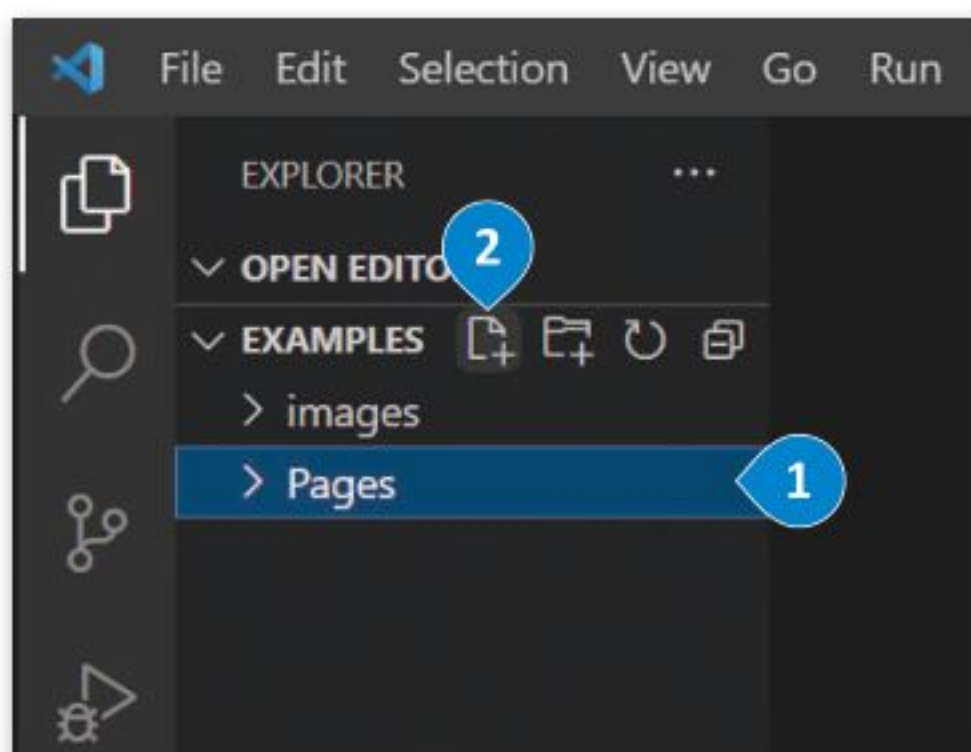 File Edit Selection View Go Run
EXPLORER ...
2
OPEN EDITO
EXAMPLES
images
Pages 1